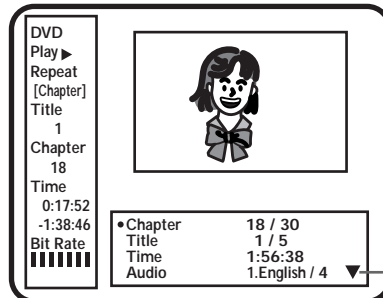 DVD
Play ▶
Repeat
[Chapter]
Title
1
Chapter
18
Time
0:17:52
-1:38:46
Bit Rate
•Chapter 18 / 30
Title 1 / 5
Time 1:56:38
Audio 1.English / 4 ▼